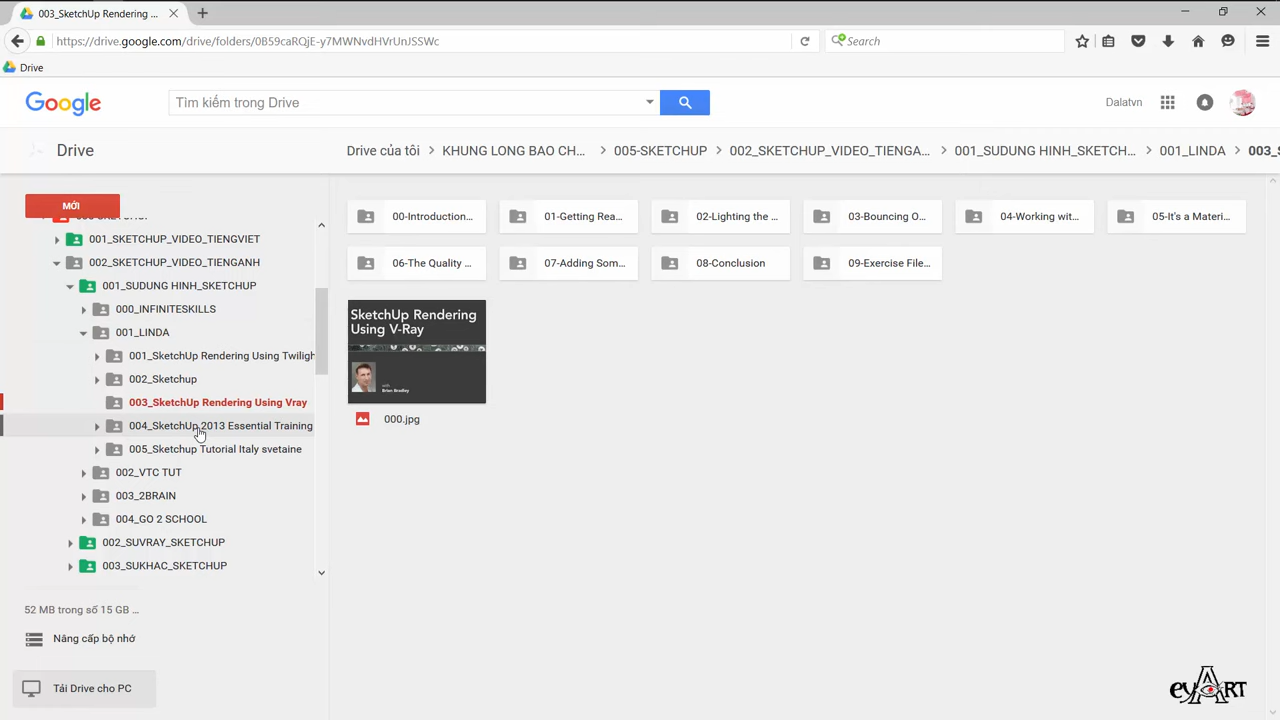 003_SketchUp Rendering ...
https://drive.google.com/drive/folders/0B59caRQjE-y7MWNvdHVrUnJSSWc
Search
Drive
Google
Tìm kiếm trong Drive
Dalatvn
Drive
Drive của tôi
KHUNG LONG BAO CH...
005-SKETCHUP
002_SKETCHUP_VIDEO_TIENGA...
001_SUDUNG HINH_SKETCH...
001_LINDA
MỚI
001_SKETCHUP_VIDEO_TIENGVIET
002_SKETCHUP_VIDEO_TIENGANH
001_SUDUNG HINH_SKETCHUP
000_INFINITESKILLS
001_LINDA
001_SketchUp Rendering Using Twiligh
002_Sketchup
003_SketchUp Rendering Using Vray
004_SketchUp 2013 Essential Training
005_Sketchup Tutorial Italy svetaine
002_VTC TUT
003_2BRAIN
004_GO 2 SCHOOL
002_SUVRAY_SKETCHUP
003_SUKHAC_SKETCHUP
52 MB trong số 15 GB ...
Nâng cấp bộ nhớ
Tải Drive cho PC
00-Introduction...
01-Getting Rea...
02-Lighting the ...
03-Bouncing O...
04-Working wit...
05-It's a Materi...
06-The Quality ...
07-Adding Som...
08-Conclusion
09-Exercise File...
SketchUp Rendering
Using V-Ray
with
Brian Bradley
000.jpg
eyART